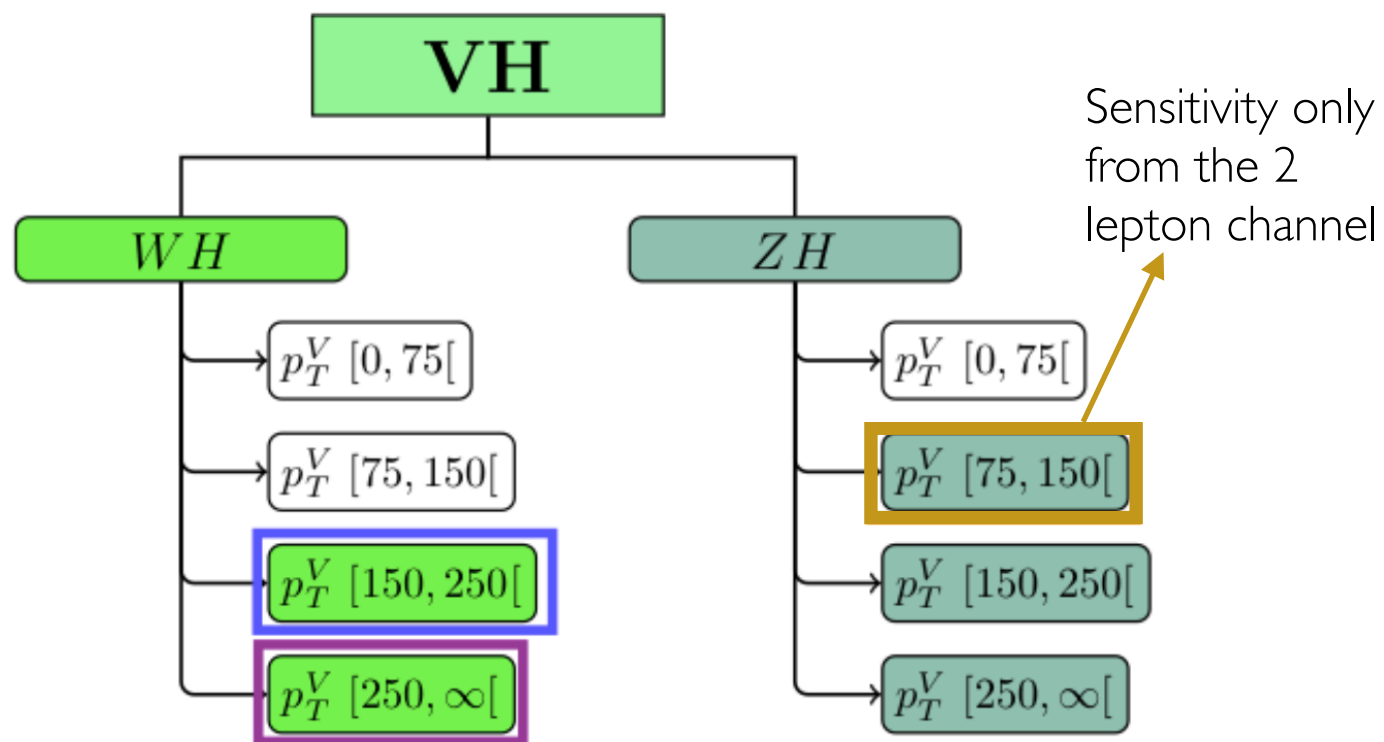 VH
Sensitivity only
from the 2
lepton channel
WH
ZH
p_T^V [0, 75[
p_T^V [0, 75[
p_T^V [75, 150[
p_T^V [75, 150[
p_T^V [150, 250[
p_T^V [150, 250[
p_T^V [250, ∞[
p_T^V [250, ∞[